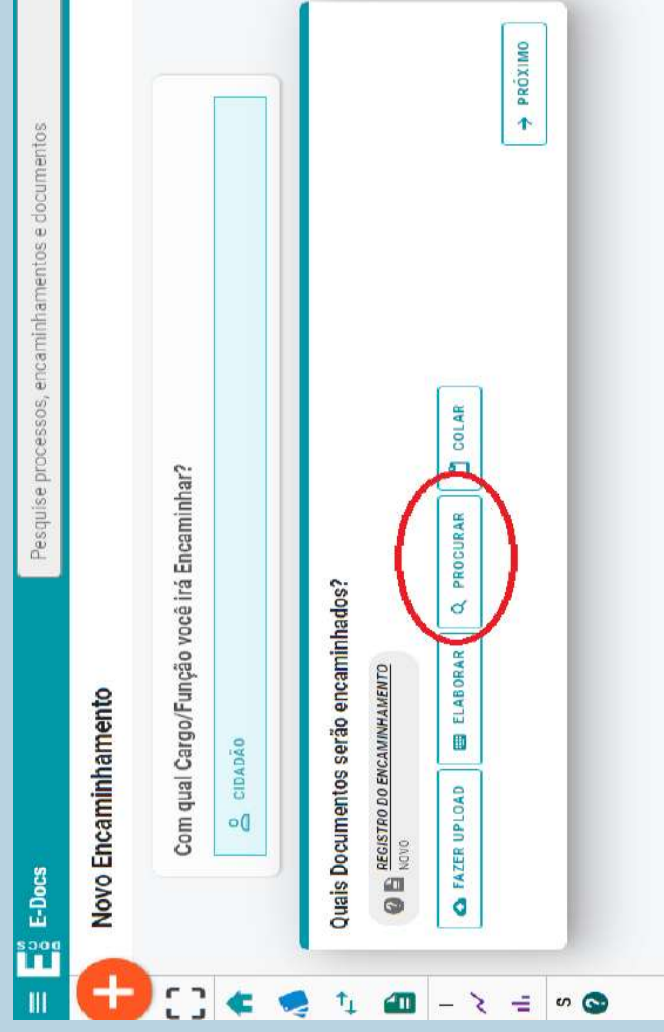 E DOCS E-Docs
Pesquise processos, encaminhamentos e documentos
Novo Encaminhamento
Com qual Cargo/Função você irá Encaminhar?
CIDADÃO
Quais Documentos serão encaminhados?
REGISTRO DO ENCAMINHAMENTO
NOVO
FAZER UPLOAD
ELABORAR
PROCURAR
COLAR
PRÓXIMO
I
S